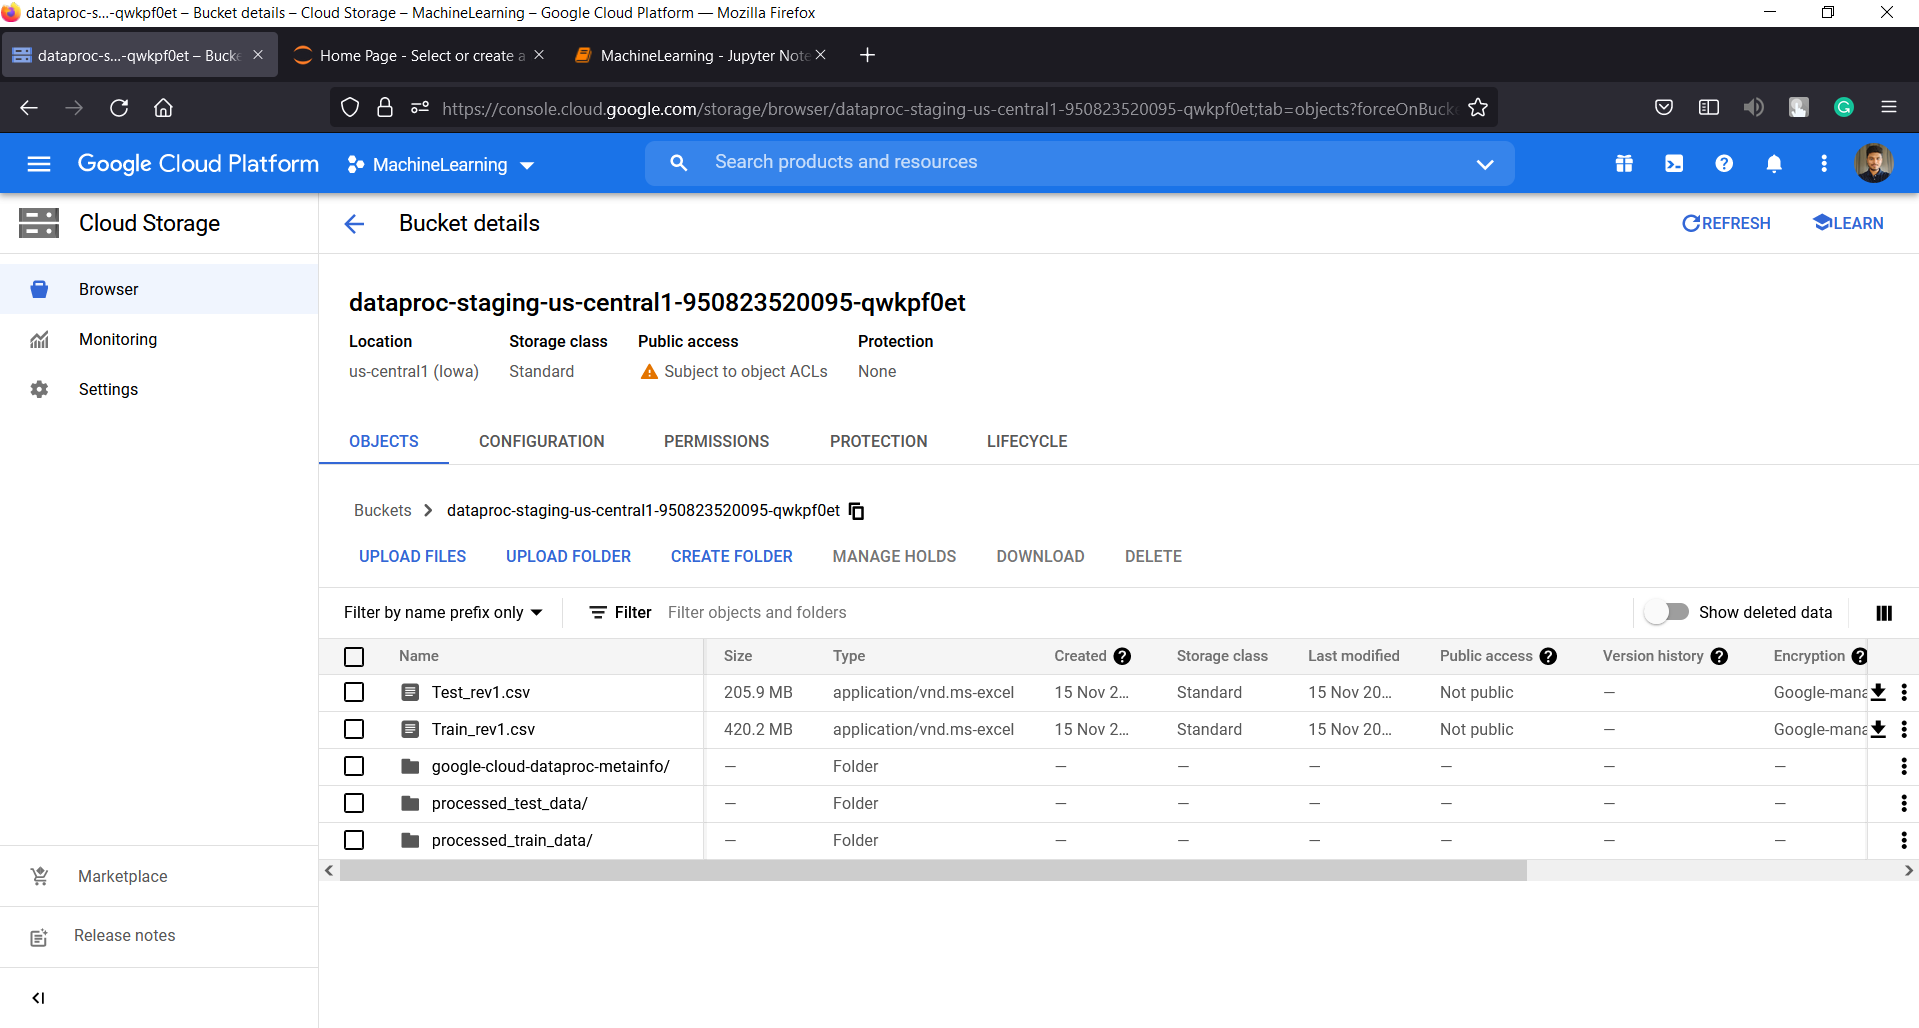 dataproc-s...-qwkpf0et – Bucket details – Cloud Storage – MachineLearning – Google Cloud Platform — Mozilla Firefox
dataproc-s...-qwkpf0et – Bucke
Home Page - Select or create a
MachineLearning - Jupyter Note
https://console.cloud.google.com/storage/browser/dataproc-staging-us-central1-950823520095-qwkpf0et;tab=objects?forceOnBucke
Google Cloud Platform
MachineLearning
Search products and resources
Cloud Storage
Bucket details
REFRESH
LEARN
Browser
Monitoring
Settings
dataproc-staging-us-central1-950823520095-qwkpf0et
Location Storage class Public access Protection
us-central1 (Iowa) Standard Subject to object ACLs None
OBJECTS CONFIGURATION PERMISSIONS PROTECTION LIFECYCLE
Buckets dataproc-staging-us-central1-950823520095-qwkpf0et
UPLOAD FILES UPLOAD FOLDER CREATE FOLDER MANAGE HOLDS DOWNLOAD DELETE
Filter by name prefix only Filter Filter objects and folders Show deleted data
Name Size Type Created Storage class Last modified Public access Version history Encryption
Test_rev1.csv 205.9 MB application/vnd.ms-excel 15 Nov 2... Standard 15 Nov 20... Not public — Google-mana
Train_rev1.csv 420.2 MB application/vnd.ms-excel 15 Nov 2... Standard 15 Nov 20... Not public — Google-mana
google-cloud-dataproc-metainfo/ — Folder — — — — — —
processed_test_data/ — Folder — — — — — —
processed_train_data/ — Folder — — — — — —
Marketplace
Release notes